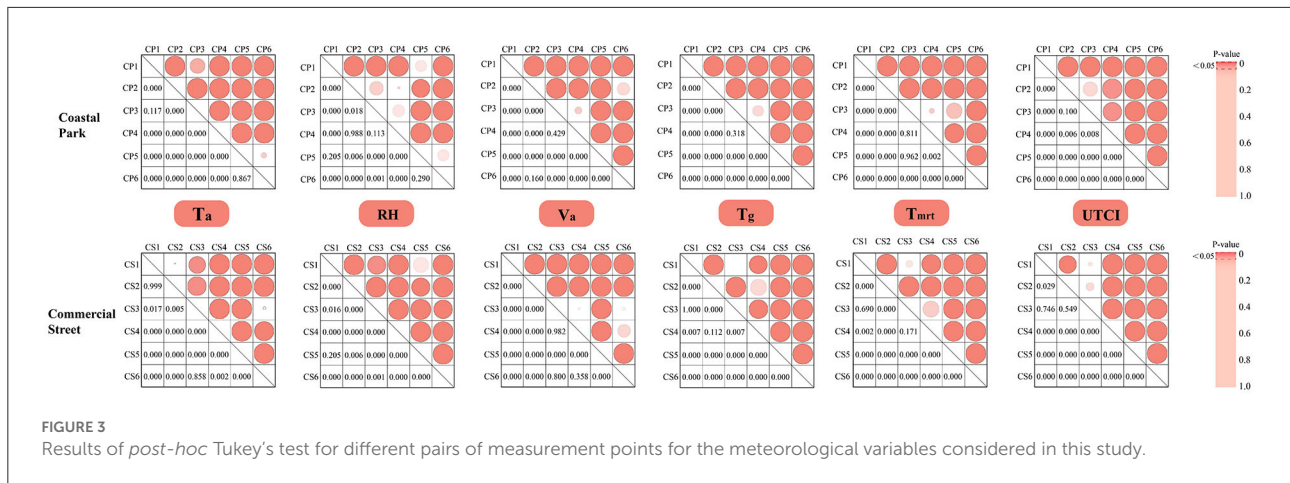 Coastal Park
CP1 CP2 CP3 CP4 CP5 CP6
CP1
CP2 0.000
CP3 0.117 0.000
CP4 0.000 0.000 0.000
CP5 0.000 0.000 0.000 0.000
CP6 0.000 0.000 0.000 0.000 0.867
Ta
CP1 CP2 CP3 CP4 CP5 CP6
CP1
CP2 0.000
CP3 0.000 0.018
CP4 0.000 0.988 0.113
CP5 0.205 0.006 0.000 0.000
CP6 0.000 0.000 0.001 0.000 0.290
RH
CP1 CP2 CP3 CP4 CP5 CP6
CP1
CP2 0.000
CP3 0.000 0.000
CP4 0.000 0.000 0.429
CP5 0.000 0.000 0.000 0.000
CP6 0.000 0.160 0.000 0.000 0.000
Va
CP1 CP2 CP3 CP4 CP5 CP6
CP1
CP2 0.000
CP3 0.000 0.000
CP4 0.000 0.000 0.318
CP5 0.000 0.000 0.000 0.000
CP6 0.000 0.000 0.000 0.000 0.000
Tg
CP1 CP2 CP3 CP4 CP5 CP6
CP1
CP2 0.000
CP3 0.000 0.000
CP4 0.000 0.000 0.811
CP5 0.000 0.000 0.962 0.002
CP6 0.000 0.000 0.000 0.000 0.000
Tmrt
CP1 CP2 CP3 CP4 CP5 CP6
CP1
CP2 0.000
CP3 0.000 0.100
CP4 0.000 0.006 0.008
CP5 0.000 0.000 0.000 0.000
CP6 0.000 0.000 0.000 0.000 0.000
UTCI
P-value
0
<0.05
0.2
0.4
0.6
0.8
1.0
Commercial Street
CS1 CS2 CS3 CS4 CS5 CS6
CS1
CS2 0.999
CS3 0.017 0.005
CS4 0.000 0.000 0.000
CS5 0.000 0.000 0.000 0.000
CS6 0.000 0.000 0.858 0.002 0.000
CS1 CS2 CS3 CS4 CS5 CS6
CS1
CS2 0.000
CS3 0.016 0.000
CS4 0.000 0.000 0.000
CS5 0.205 0.006 0.000 0.000
CS6 0.000 0.000 0.001 0.000 0.000
CS1 CS2 CS3 CS4 CS5 CS6
CS1
CS2 0.000
CS3 0.000 0.000
CS4 0.000 0.000 0.982
CS5 0.000 0.000 0.000 0.000
CS6 0.000 0.000 0.800 0.358 0.000
CS1 CS2 CS3 CS4 CS5 CS6
CS1
CS2 0.000
CS3 1.000 0.000
CS4 0.007 0.112 0.007
CS5 0.000 0.000 0.000 0.000
CS6 0.000 0.000 0.000 0.000 0.000
CS1 CS2 CS3 CS4 CS5 CS6
CS1
CS2 0.000
CS3 0.690 0.000
CS4 0.002 0.000 0.171
CS5 0.000 0.000 0.000 0.000
CS6 0.000 0.000 0.000 0.000 0.000
CS1 CS2 CS3 CS4 CS5 CS6
CS1
CS2 0.029
CS3 0.746 0.549
CS4 0.000 0.000 0.000
CS5 0.000 0.000 0.000 0.000
CS6 0.000 0.000 0.000 0.000 0.000
P-value
0
<0.05
0.2
0.4
0.6
0.8
1.0
FIGURE 3
Results of post-hoc Tukey's test for different pairs of measurement points for the meteorological variables considered in this study.